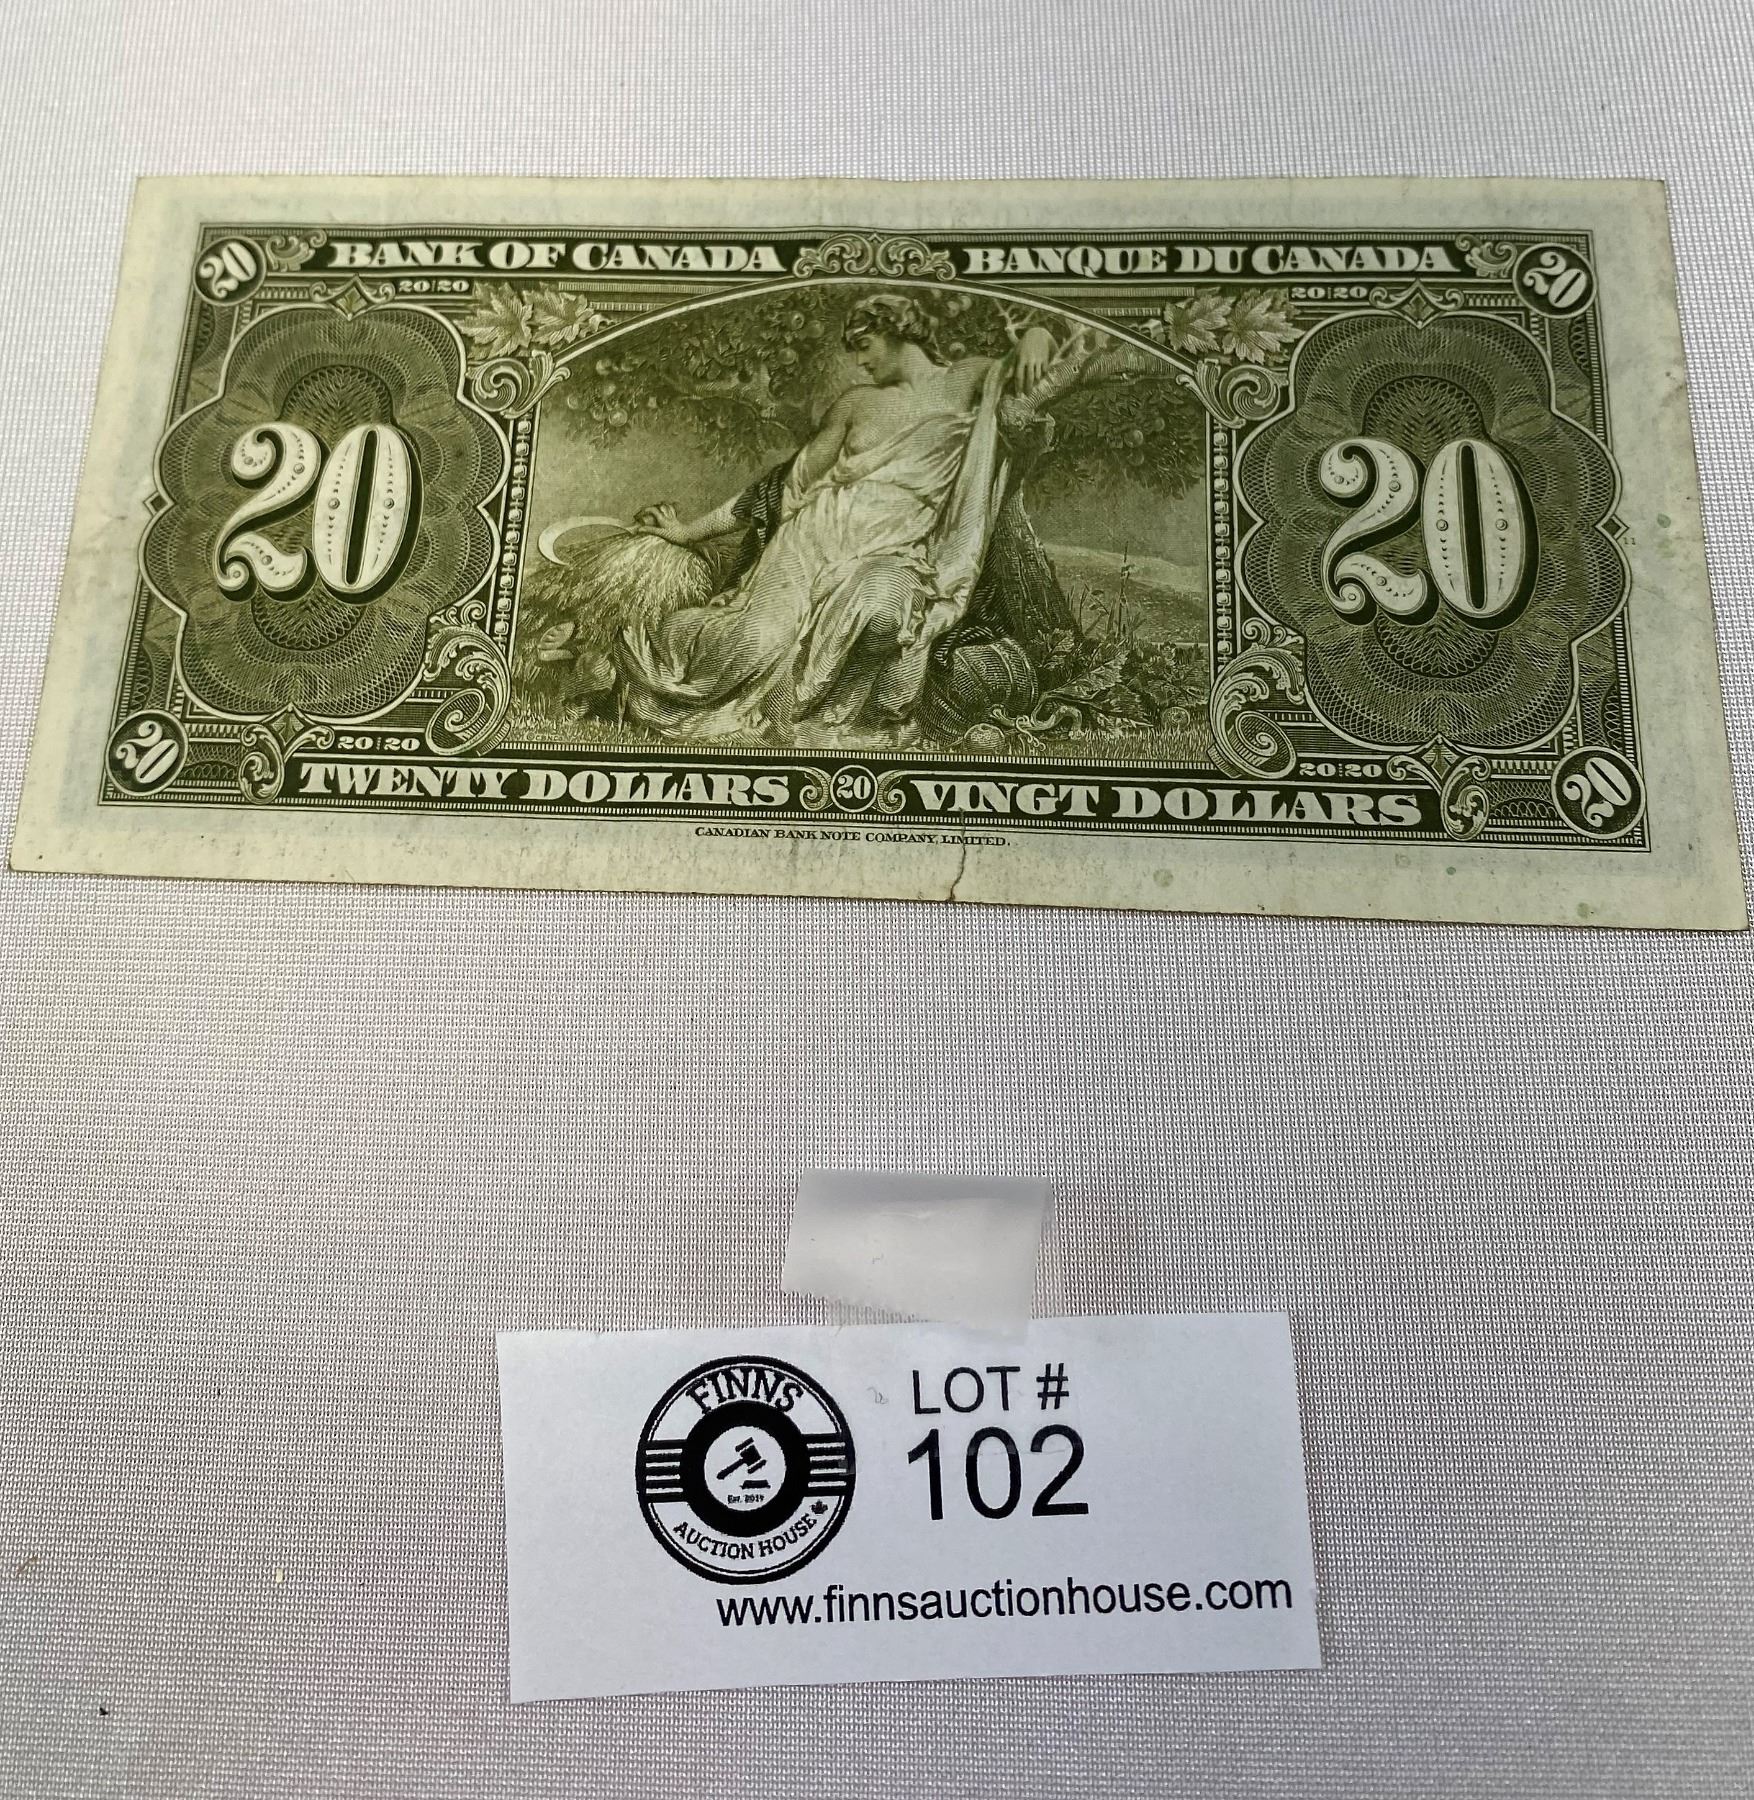 20 BANK OF CANADA BANQUE DU CANADA 20
20 20 20 20
20 20
20 20 20 20 20 20
TWENTY DOLLARS 20 VINGT DOLLARS
CANADIAN BANK NOTE COMPANY, LIMITED.
FINNS
AUCTION HOUSE
LOT #
102
www.finnsauctionhouse.com